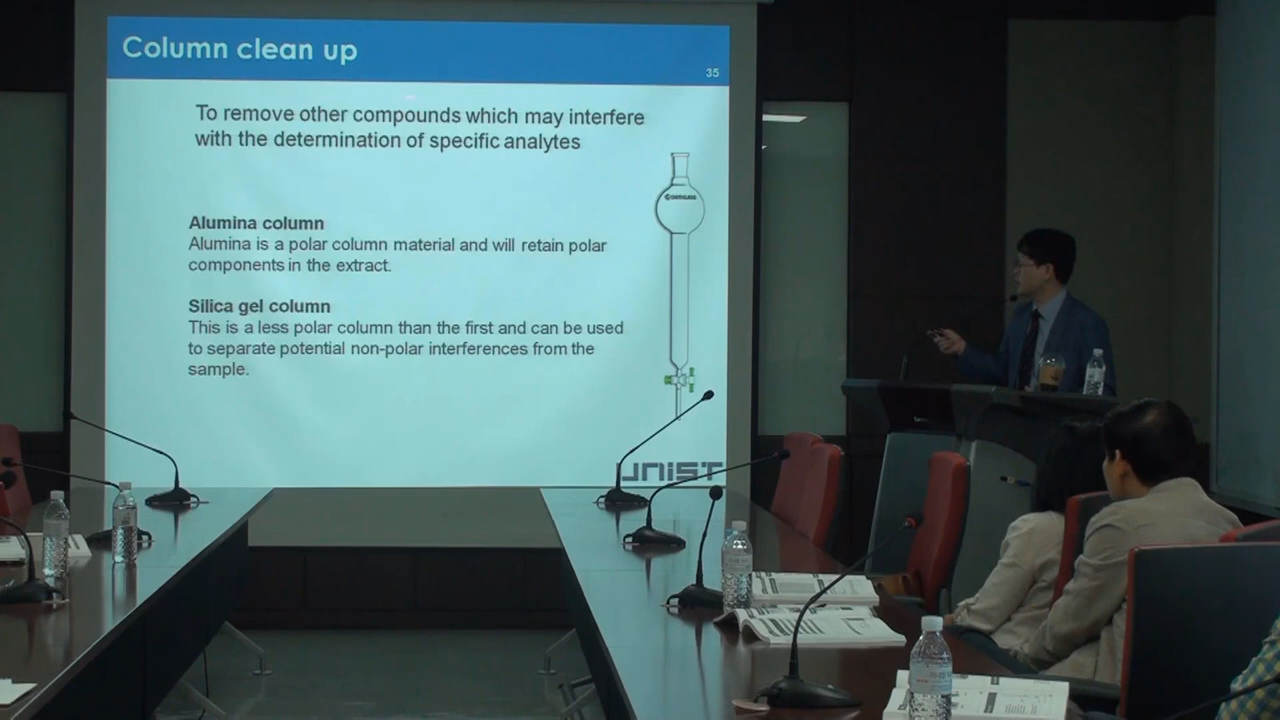 Column clean up
35
To remove other compounds which may interfere
with the determination of specific analytes
Alumina column
Alumina is a polar column material and will retain polar
components in the extract.
Silica gel column
This is a less polar column than the first and can be used
to separate potential non-polar interferences from the
sample.
UNIST